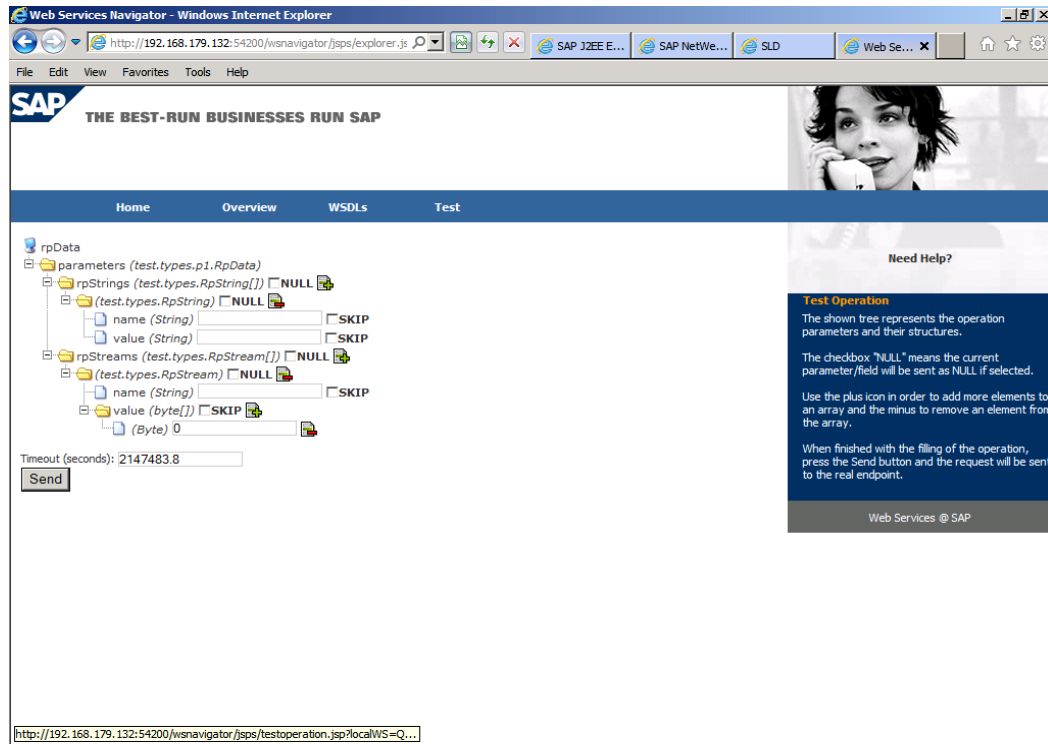 Web Services Navigator - Windows Internet Explorer
http://192.168.179.132:54200/wsnavigator/jsps/explorer.js
SAP J2EE E...
SAP NetWe...
SLD
Web Se...
File Edit View Favorites Tools Help
SAP
THE BEST-RUN BUSINESSES RUN SAP
Home Overview WSDLs Test
rpData
parameters (test.types.p1.RpData)
rpStrings (test.types.RpString[]) NULL
(test.types.RpString) NULL
name (String) SKIP
value (String) SKIP
rpStreams (test.types.RpStream[]) NULL
(test.types.RpStream) NULL
name (String) SKIP
value (byte[]) SKIP
(Byte) 0
Timeout (seconds): 2147483.8
Send
Need Help?
Test Operation
The shown tree represents the operation
parameters and their structures.
The checkbox "NULL" means the current
parameter/field will be sent as NULL if selected.
Use the plus icon in order to add more elements to
an array and the minus to remove an element from
the array.
When finished with the filling of the operation,
press the Send button and the request will be sent
to the real endpoint.
Web Services @ SAP
http://192.168.179.132:54200/wsnavigator/jsps/testoperation.jsp?localWS=Q...